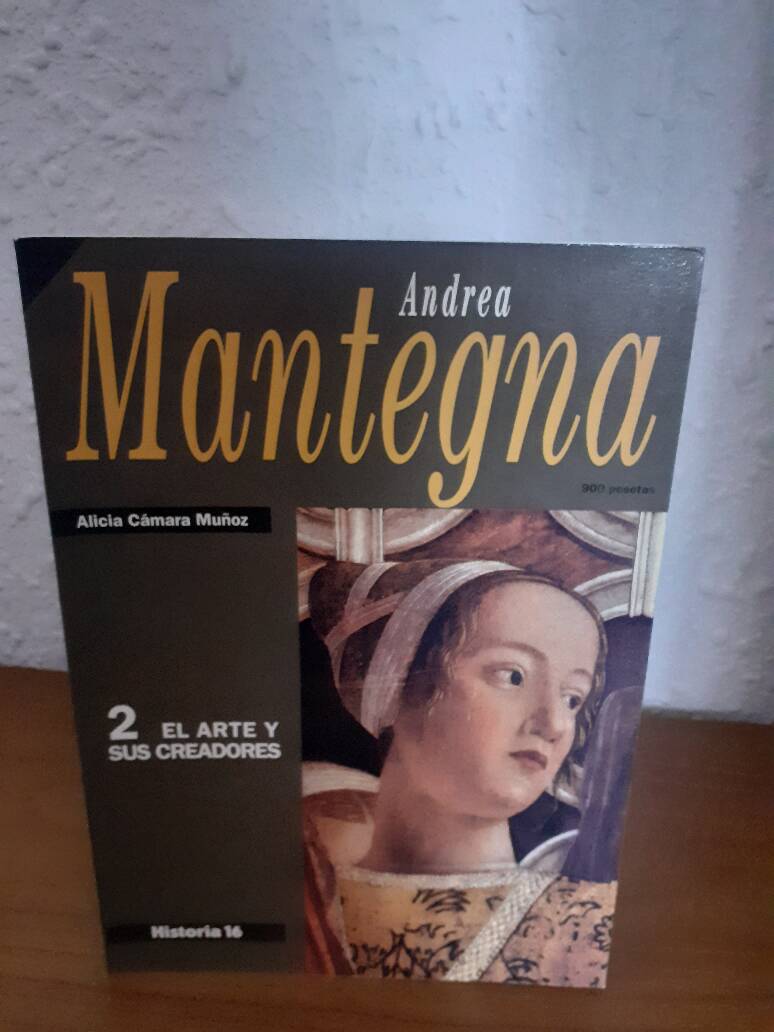 Andrea
Mantegna
900 pesetas
Alicia Cámara Muñoz
2 EL ARTE Y
SUS CREADORES
Historia 16